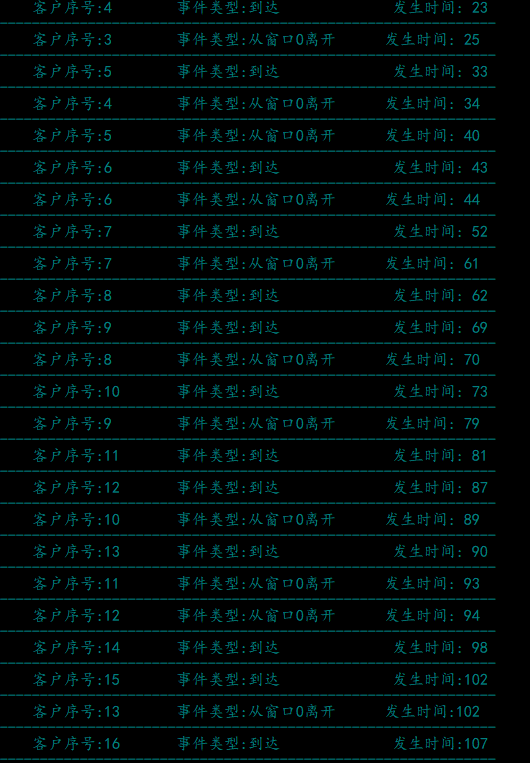 客户序号:4 事件类型:到达 发生时间: 23
客户序号:3 事件类型:从窗口0离开 发生时间: 25
客户序号:5 事件类型:到达 发生时间: 33
客户序号:4 事件类型:从窗口0离开 发生时间: 34
客户序号:5 事件类型:从窗口0离开 发生时间: 40
客户序号:6 事件类型:到达 发生时间: 43
客户序号:6 事件类型:从窗口0离开 发生时间: 44
客户序号:7 事件类型:到达 发生时间: 52
客户序号:7 事件类型:从窗口0离开 发生时间: 61
客户序号:8 事件类型:到达 发生时间: 62
客户序号:9 事件类型:到达 发生时间: 69
客户序号:8 事件类型:从窗口0离开 发生时间: 70
客户序号:10 事件类型:到达 发生时间: 73
客户序号:9 事件类型:从窗口0离开 发生时间: 79
客户序号:11 事件类型:到达 发生时间: 81
客户序号:12 事件类型:到达 发生时间: 87
客户序号:10 事件类型:从窗口0离开 发生时间: 89
客户序号:13 事件类型:到达 发生时间: 90
客户序号:11 事件类型:从窗口0离开 发生时间: 93
客户序号:12 事件类型:从窗口0离开 发生时间: 94
客户序号:14 事件类型:到达 发生时间: 98
客户序号:15 事件类型:到达 发生时间:102
客户序号:13 事件类型:从窗口0离开 发生时间:102
客户序号:16 事件类型:到达 发生时间:107